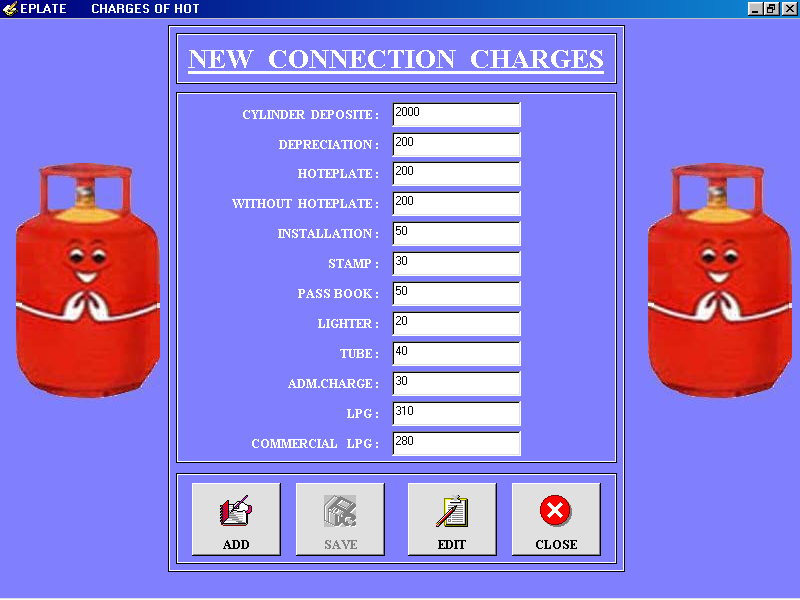 EPLATE CHARGES OF HOT
NEW CONNECTION CHARGES
CYLINDER DEPOSITE : 2000
DEPRECIATION : 200
HOTEPLATE : 200
WITHOUT HOTEPLATE : 200
INSTALLATION : 50
STAMP : 30
PASS BOOK : 50
LIGHTER : 20
TUBE : 40
ADM.CHARGE : 30
LPG : 310
COMMERCIAL LPG : 280
ADD SAVE EDIT CLOSE